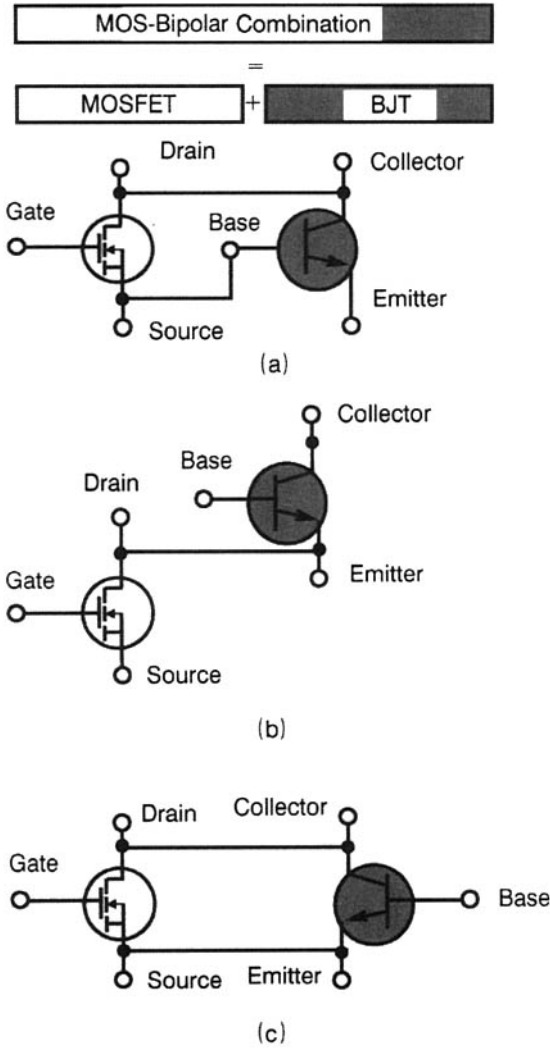 MOS-Bipolar Combination
=
MOSFET + BJT
Drain
Collector
Gate
Base
Emitter
Source
(a)
Collector
Base
Drain
Emitter
Gate
Source
(b)
Drain Collector
Gate
Base
Source Emitter
(c)